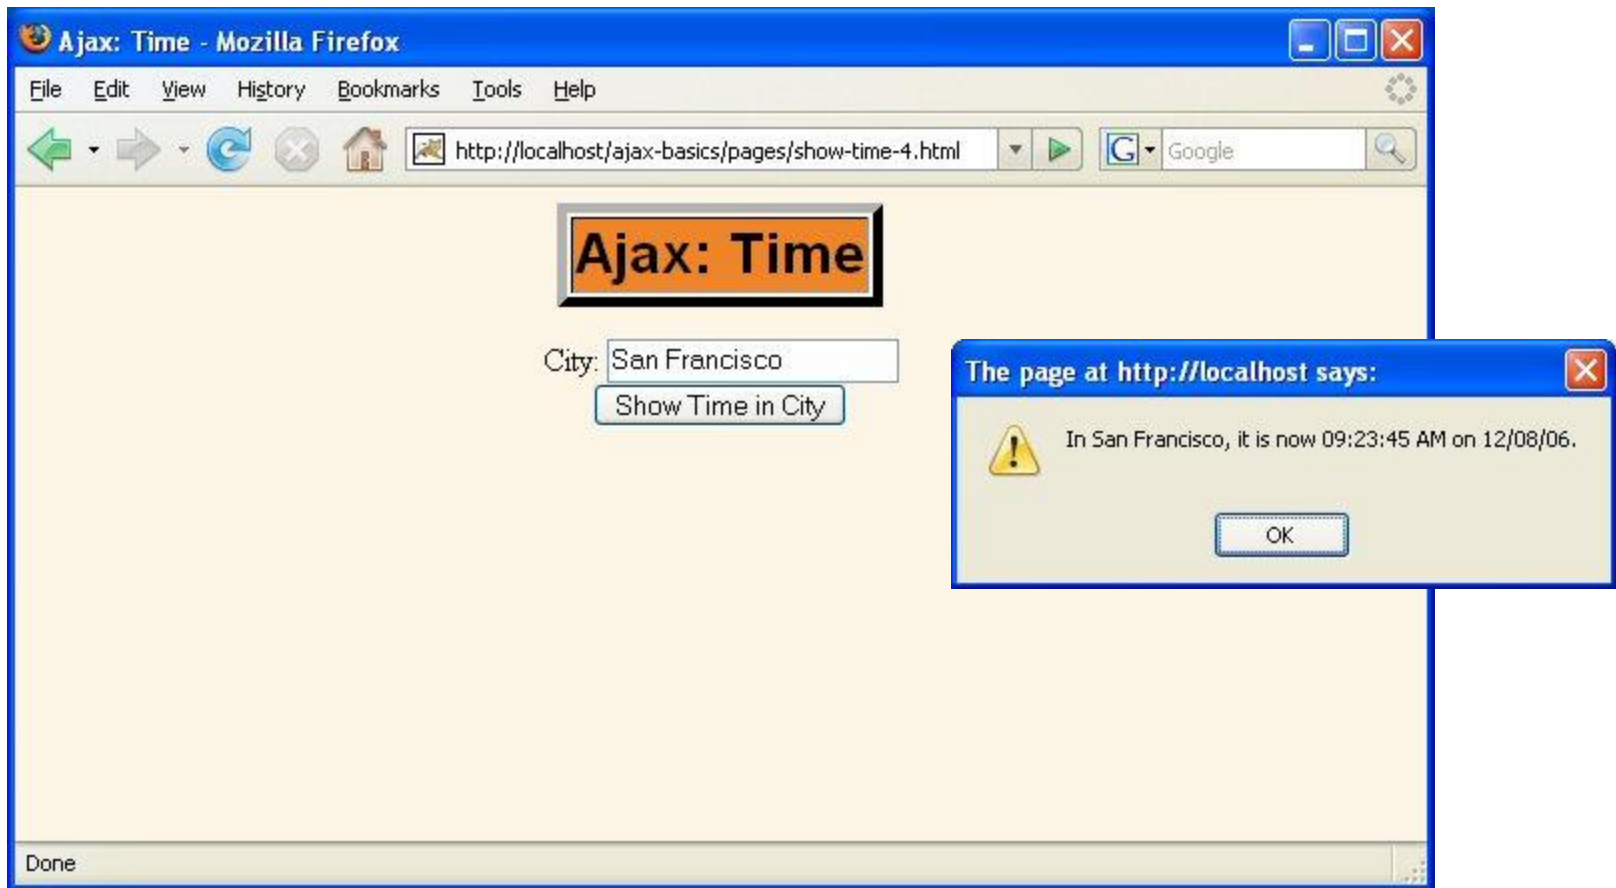 Ajax: Time - Mozilla Firefox
File Edit View History Bookmarks Tools Help
http://localhost/ajax-basics/pages/show-time-4.html G Google
Ajax: Time
City: San Francisco
Show Time in City
The page at http://localhost says:
In San Francisco, it is now 09:23:45 AM on 12/08/06.
OK
Done